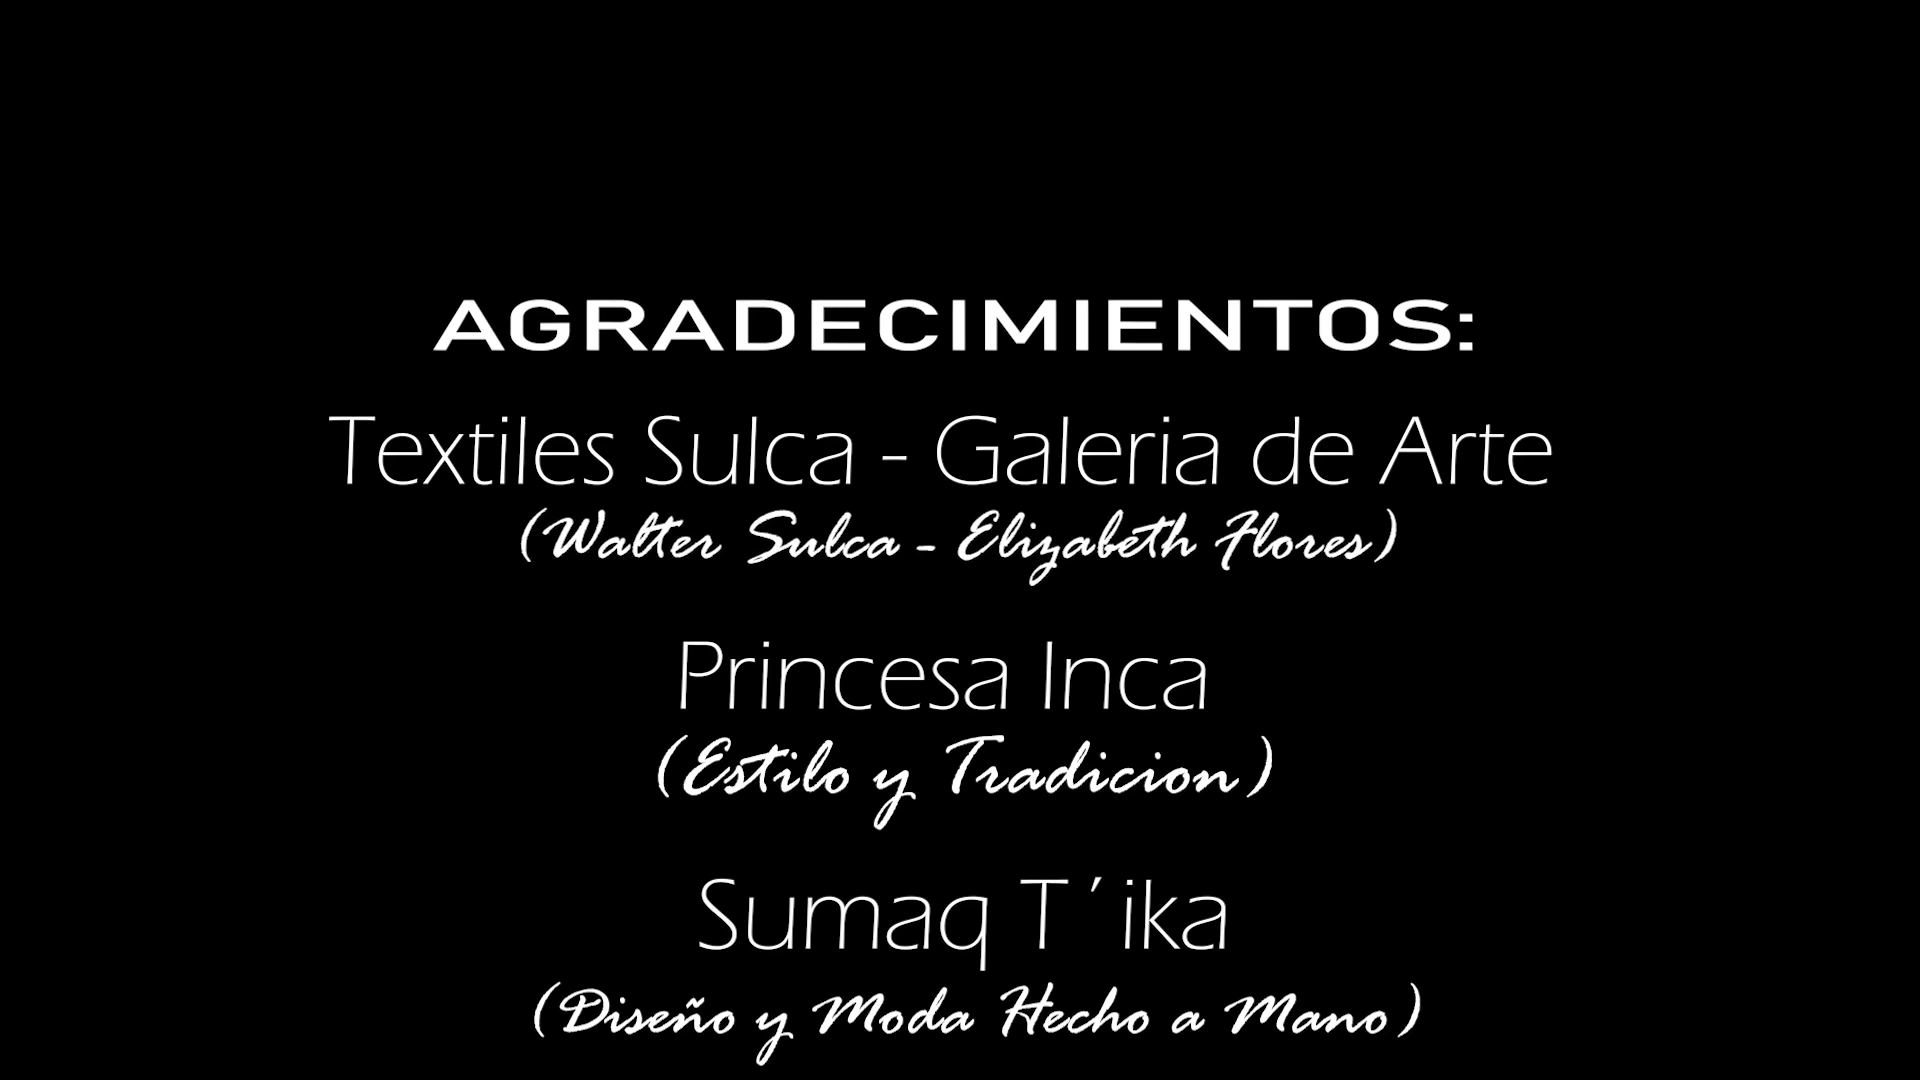 AGRADECIMIENTOS:
Textiles Sulca - Galeria de Arte
(Walter Sulca - Elizabeth Flores)
Princesa Inca
(Estilo y Tradicion)
Sumaq T´ika
(Diseño y Moda Hecho a Mano)